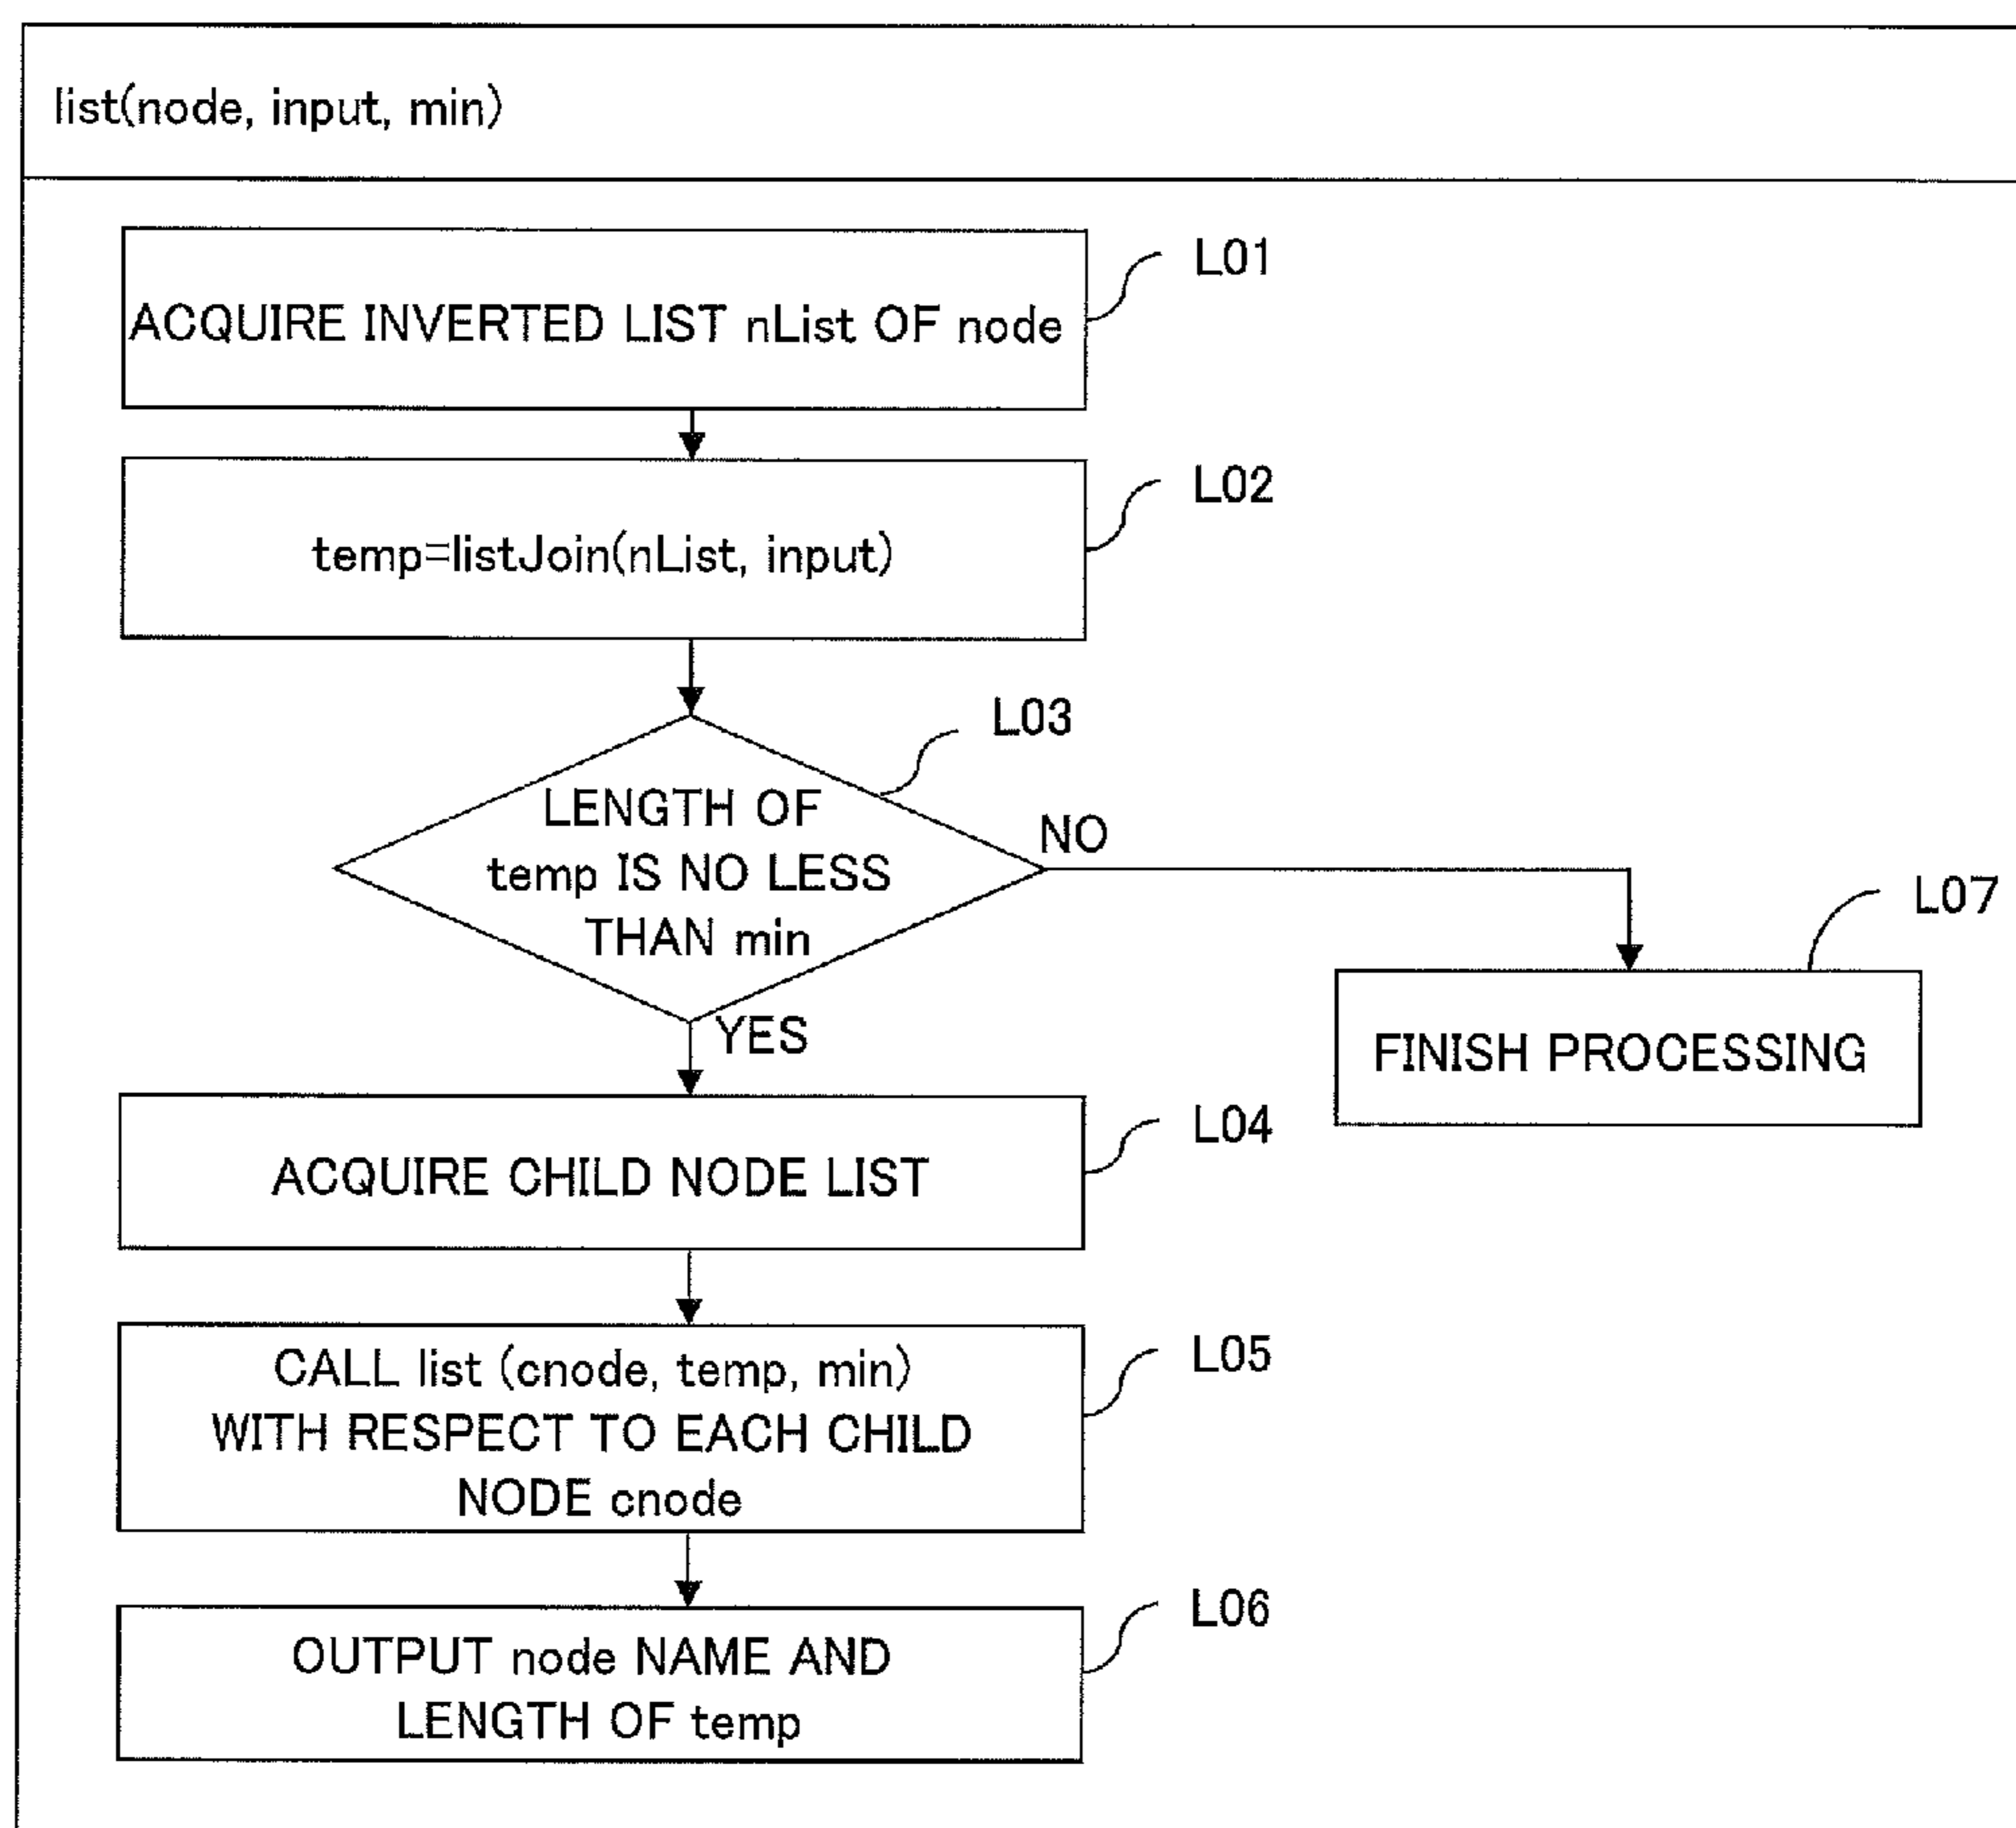 list(node, input, min)
ACQUIRE INVERTED LIST nList OF node
L01
temp=listJoin(nList, input)
L02
LENGTH OF
temp IS NO LESS
THAN min
L03
NO
YES
FINISH PROCESSING
L07
ACQUIRE CHILD NODE LIST
L04
CALL list (cnode, temp, min)
WITH RESPECT TO EACH CHILD
NODE cnode
L05
OUTPUT node NAME AND
LENGTH OF temp
L06